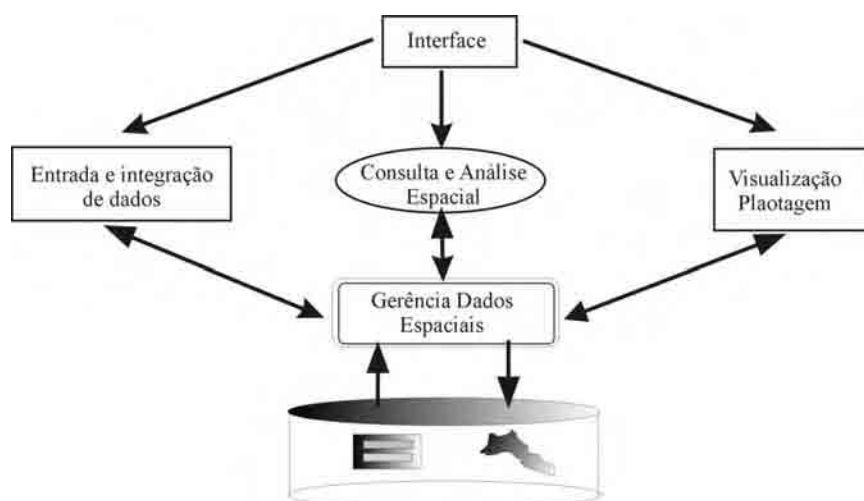 Interface
Entrada e integração
de dados
Consulta e Análise
Espacial
Visualização
Plaotagem
Gerência Dados
Espaciais